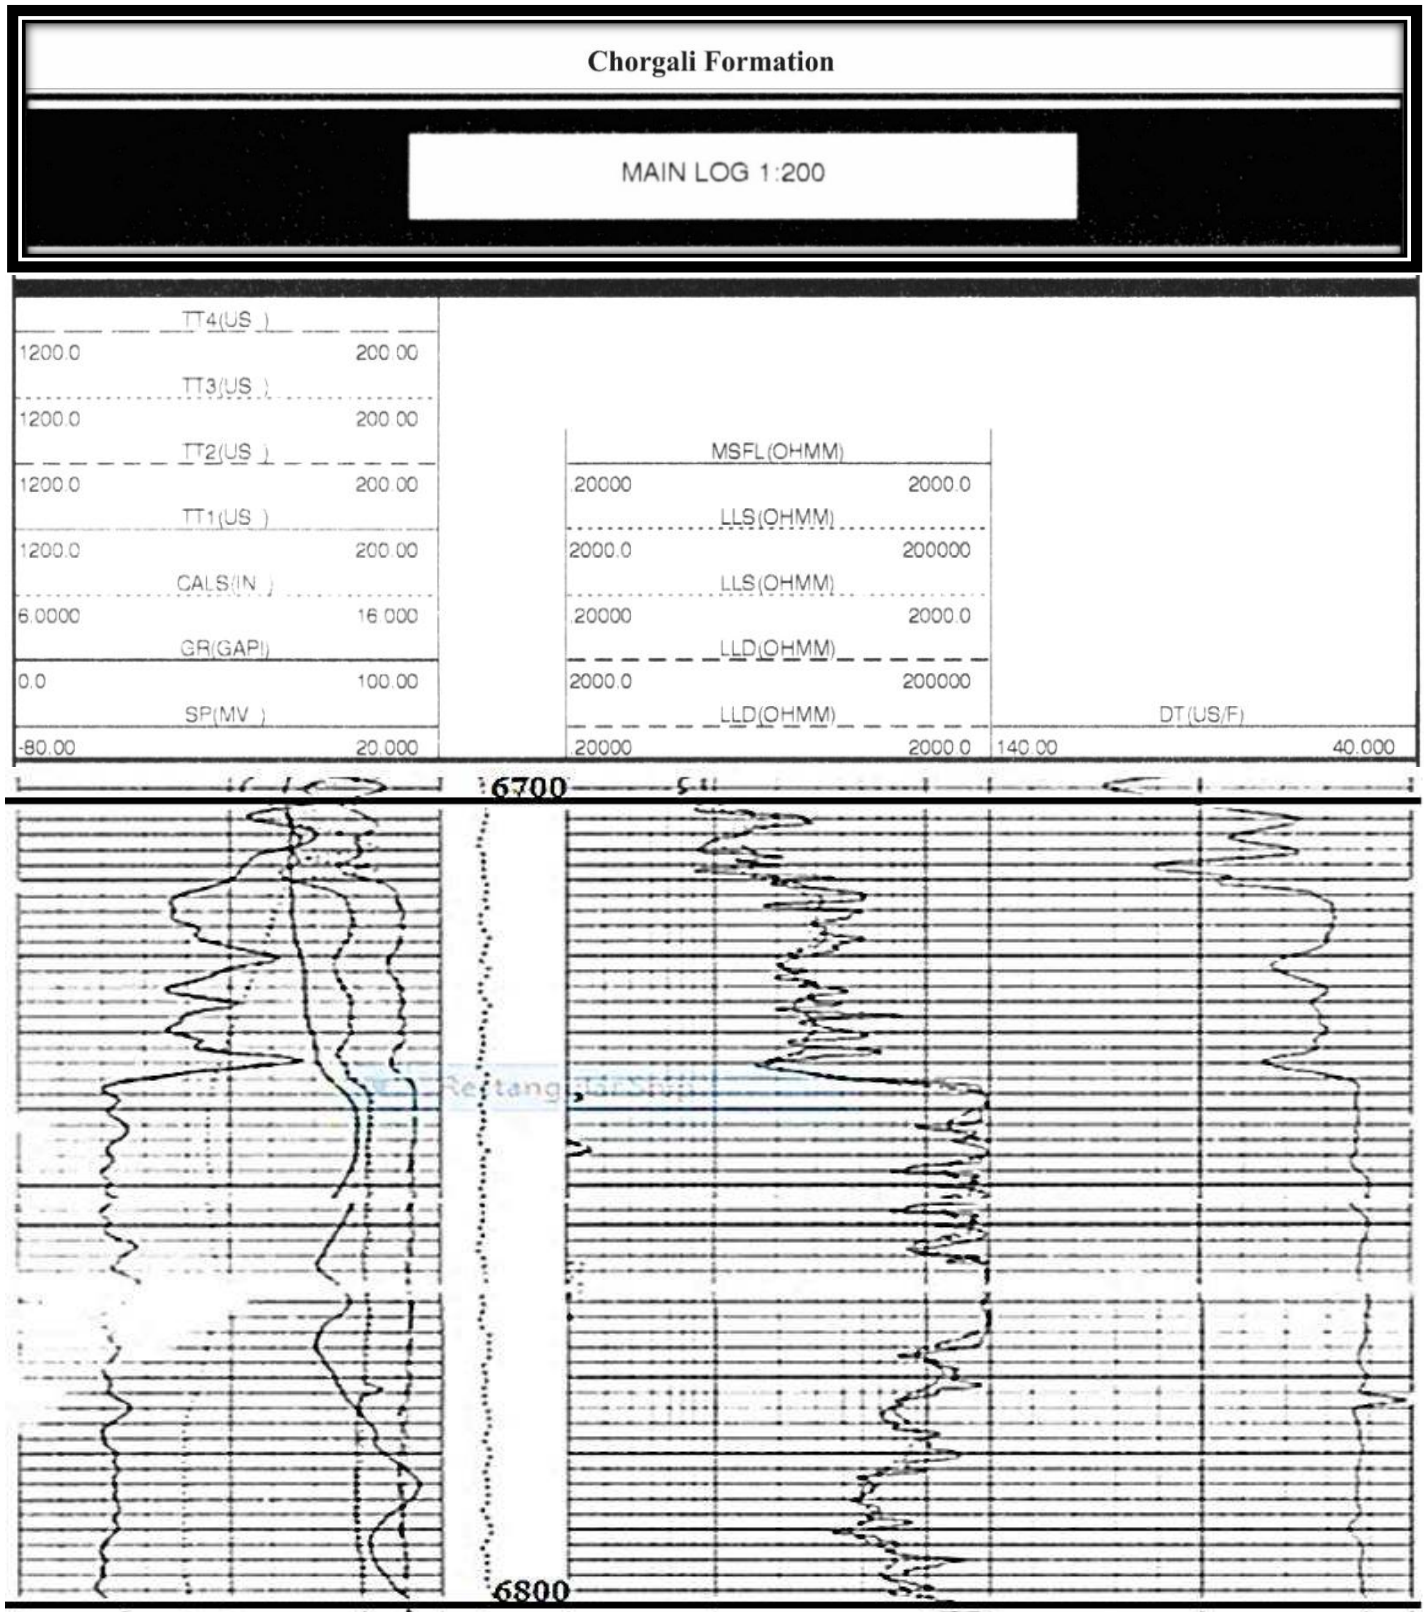 Chorgali Formation
MAIN LOG 1:200
TT4(US )
1200.0 200.00
TT3(US )
1200.0 200.00
TT2(US ) MSFL(OHMM)
1200.0 200.00 .20000 2000.0
TT1(US ) LLS(OHMM)
1200.0 200.00 2000.0 200000
CALS(IN ) LLS(OHMM)
6.0000 16.000 .20000 2000.0
GR(GAPI) LLD(OHMM)
0.0 100.00 2000.0 200000
SP(MV ) LLD(OHMM) DT(US/F)
-80.00 20.000 .20000 2000.0 140.00 40.000
6700
6800